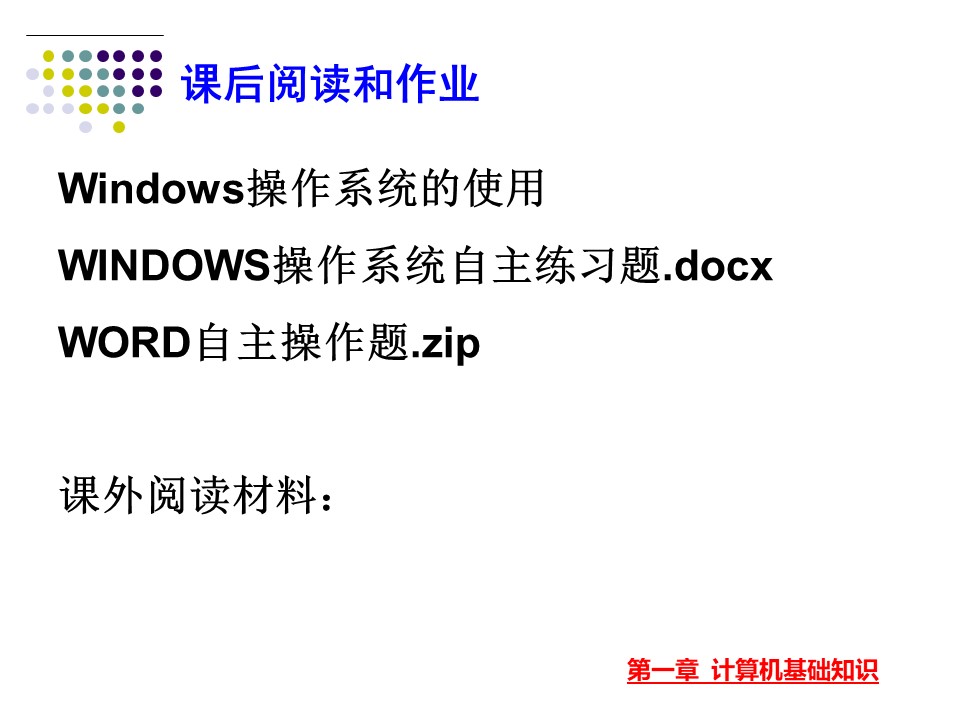 课后阅读和作业
Windows操作系统的使用
WINDOWS操作系统自主练习题.docx
WORD自主操作题.zip
课外阅读材料：
第一章 计算机基础知识